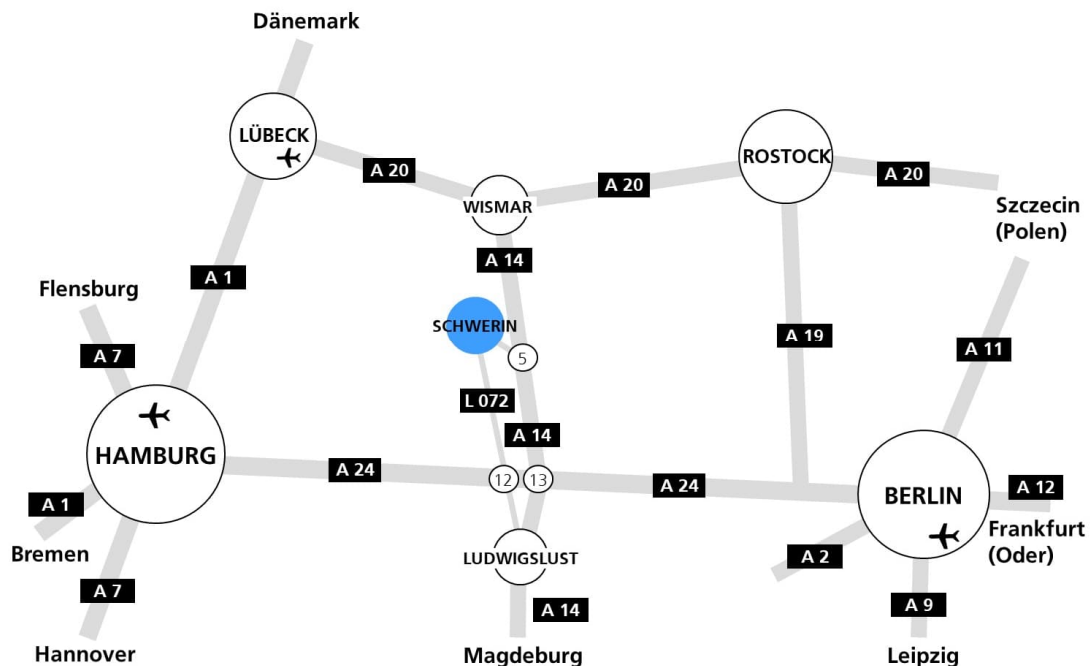 Dänemark
LÜBECK
A 20
ROSTOCK
A 20
A 20
WISMAR
Szczecin
(Polen)
A 14
A 1
Flensburg
SCHWERIN
A 19
A 11
A 7
5
L 072
A 14
HAMBURG
A 24
12
13
A 24
BERLIN
A 12
A 1
Frankfurt
(Oder)
Bremen
LUDWIGSLUST
A 2
A 7
A 14
A 9
Hannover
Magdeburg
Leipzig